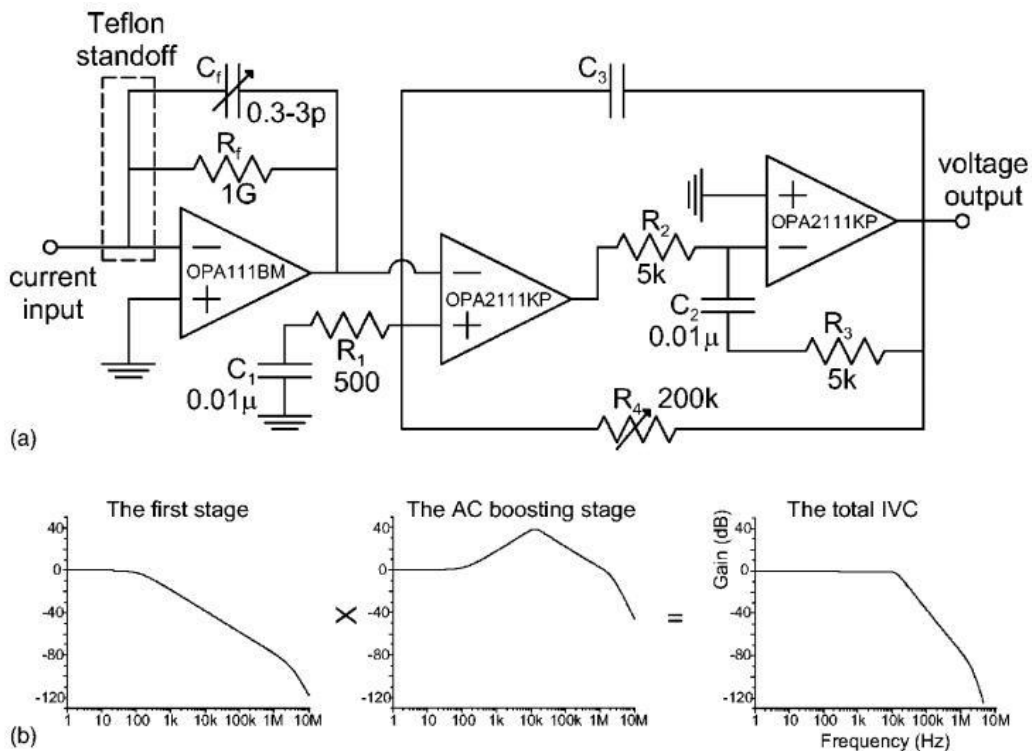 Teflon
standoff
C_f
0.3-3p
R_f
1G
current
input
−
OPA111BM
+
C_1
0.01μ
R_1
500
−
OPA2111KP
+
C_3
R_2
5k
+
OPA2111KP
−
C_2
0.01μ
R_3
5k
R_4 200k
voltage
output
(a)
The first stage
40
0
-40
-80
-120
1 10 100 1k 10k 100k 1M 10M
X
The AC boosting stage
40
0
-40
-80
-120
1 10 100 1k 10k 100k 1M 10M
=
The total IVC
Gain (dB)
40
0
-40
-80
-120
1 10 100 1k 10k 100k 1M 10M
Frequency (Hz)
(b)